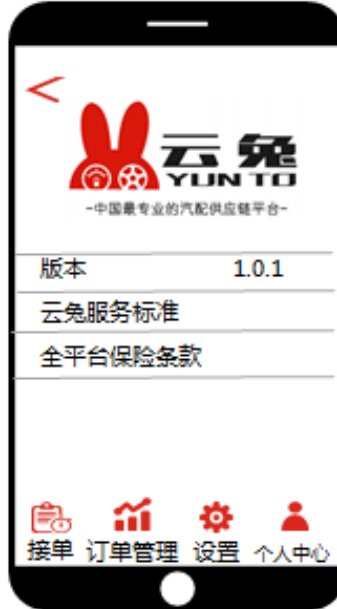 <
云兔
YUNTO
-中国最专业的汽配供应链平台-
版本 1.0.1
云兔服务标准
全平台保险条款
接单 订单管理 设置 个人中心